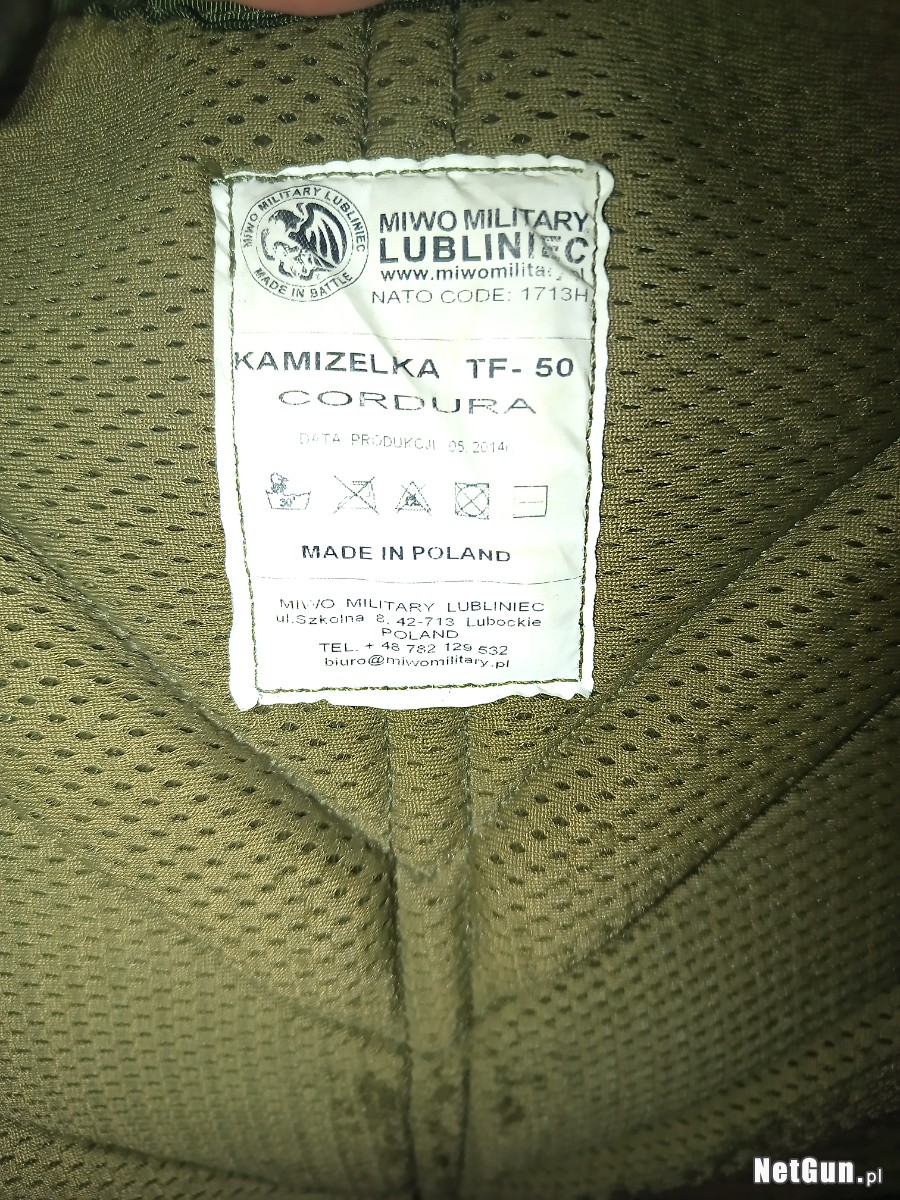 MIWO MILITARY LUBLINIEC
MADE IN BATTLE
MIWO MILITARY
LUBLINIEC
www.miwomilitary.pl
NATO CODE: 1713H
KAMIZELKA TF- 50
CORDURA
DATA PRODUKCJI 05.2014r
30°
MADE IN POLAND
MIWO MILITARY LUBLINIEC
ul.Szkolna 8, 42-713 Lubockie
POLAND
TEL. + 48 782 129 532
biuro@miwomilitary.pl
NetGun.pl